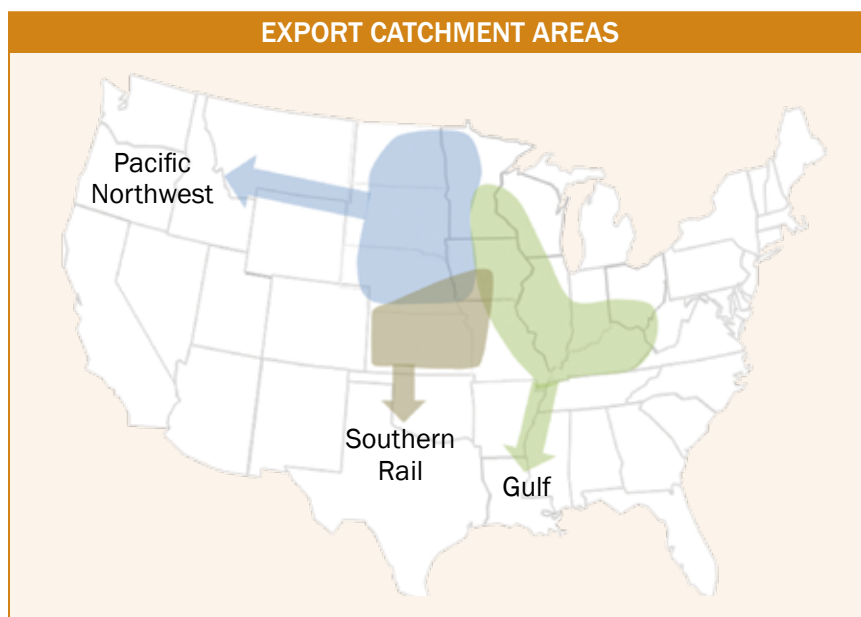 EXPORT CATCHMENT AREAS
Pacific
Northwest
Southern
Rail
Gulf